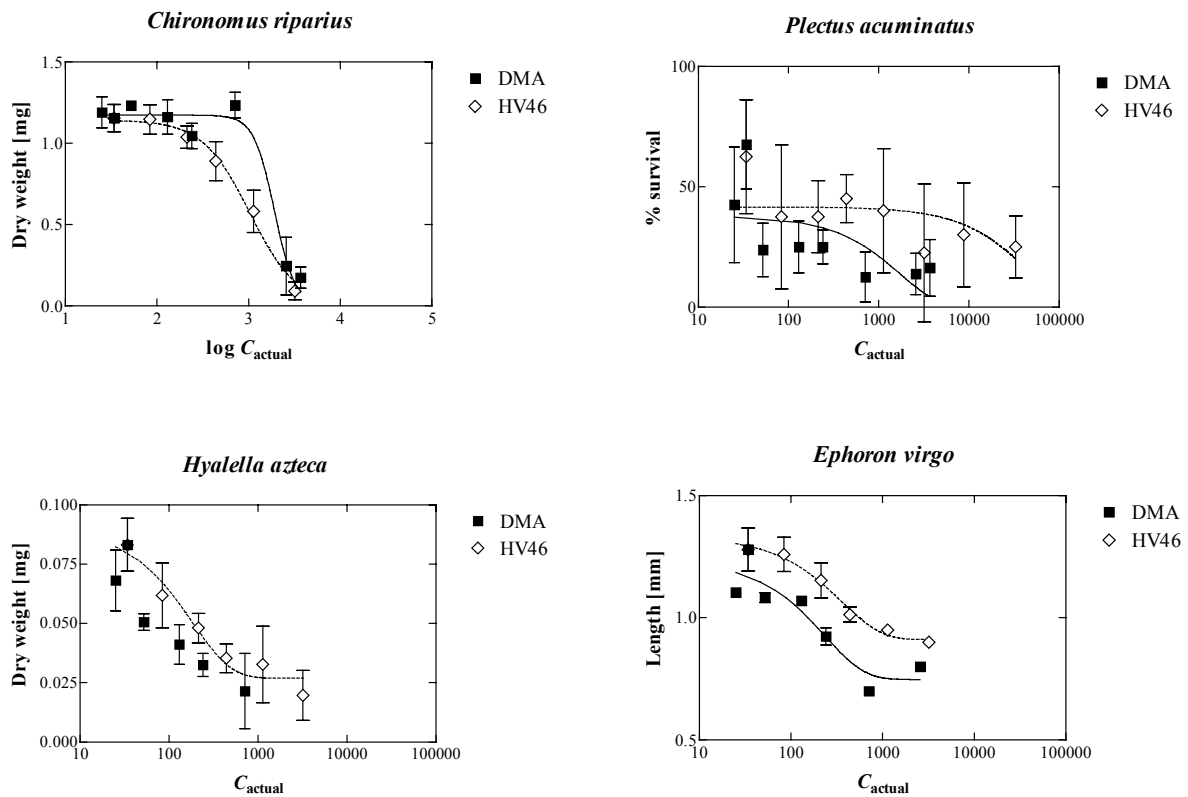 Chironomus riparius
1.5
1.0
0.5
0.0
Dry weight [mg]
1 2 3 4 5
log Cactual
DMA
HV46
Plectus acuminatus
100
50
0
% survival
10 100 1000 10000 100000
Cactual
DMA
HV46
Hyalella azteca
0.100
0.075
0.050
0.025
0.000
Dry weight [mg]
10 100 1000 10000 100000
Cactual
DMA
HV46
Ephoron virgo
1.5
1.0
0.5
Length [mm]
10 100 1000 10000 100000
Cactual
DMA
HV46